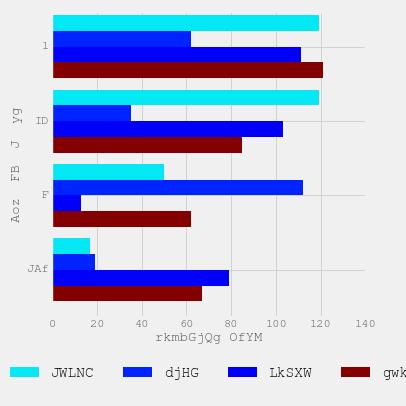 l
ID
F
JAf
Aoz FB J yg
0 20 40 60 80 100 120 140
rkmbGjQg OfYM
JWLNC djHG LkSXW gwk